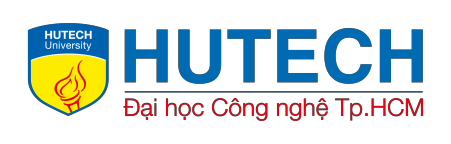 HUTECH
University
HUTECH
Đại học Công nghệ Tp.HCM